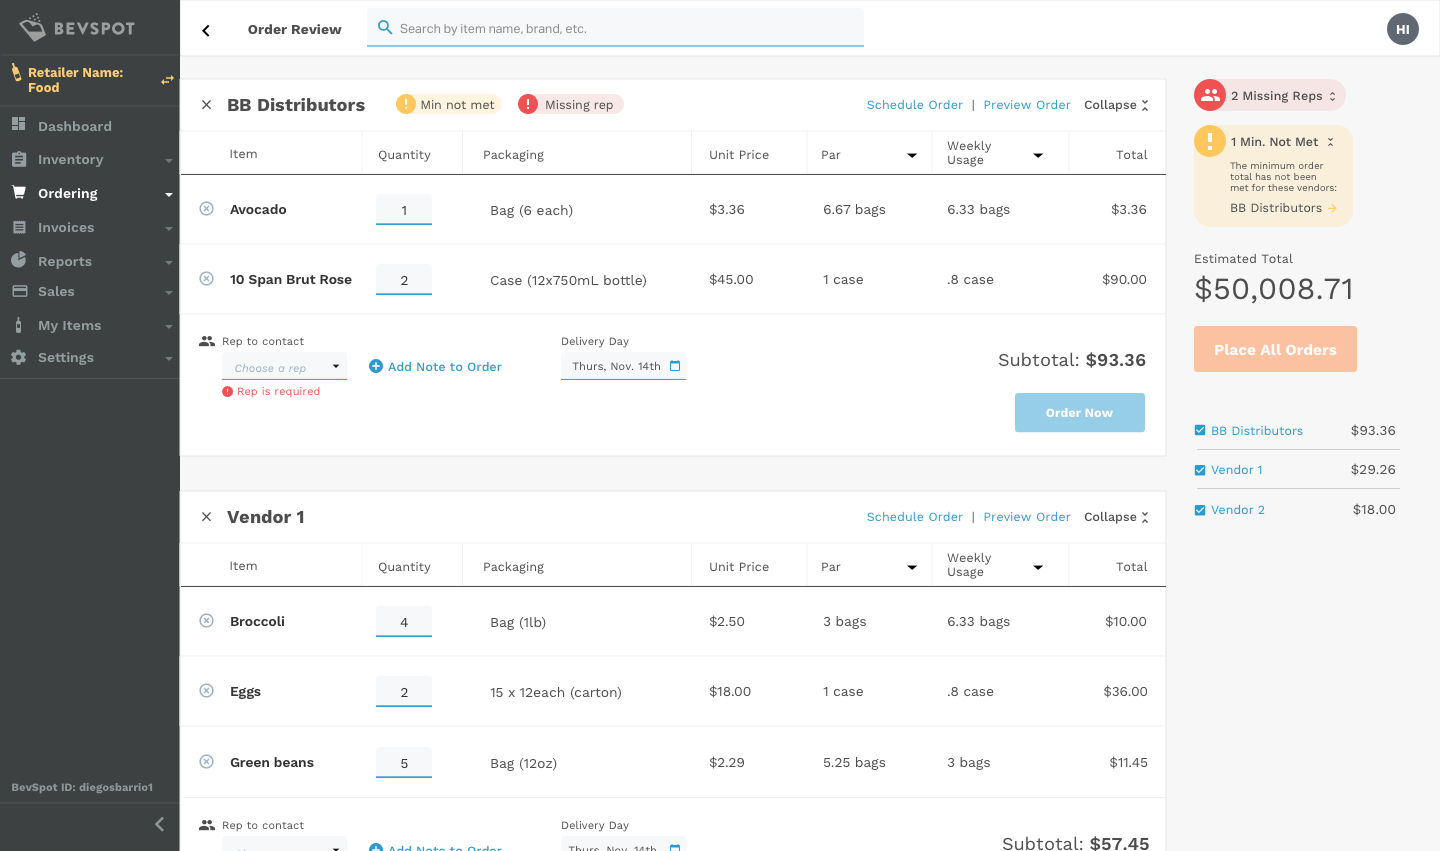 BEVSPOT
Retailer Name:
Food
Dashboard
Inventory
Ordering
Invoices
Reports
Sales
My Items
Settings
BevSpot ID: diegosbarrio1
Order Review
Search by item name, brand, etc.
HI
BB Distributors
Min not met
Missing rep
Schedule Order | Preview Order Collapse
Item Quantity Packaging Unit Price Par Weekly Usage Total
Avocado 1 Bag (6 each) $3.36 6.67 bags 6.33 bags $3.36
10 Span Brut Rose 2 Case (12x750mL bottle) $45.00 1 case .8 case $90.00
Rep to contact
Choose a rep
Rep is required
Add Note to Order
Delivery Day
Thurs, Nov. 14th
Subtotal: $93.36
Order Now
Vendor 1
Schedule Order | Preview Order Collapse
Item Quantity Packaging Unit Price Par Weekly Usage Total
Broccoli 4 Bag (1lb) $2.50 3 bags 6.33 bags $10.00
Eggs 2 15 x 12each (carton) $18.00 1 case .8 case $36.00
Green beans 5 Bag (12oz) $2.29 5.25 bags 3 bags $11.45
Rep to contact
Add Note to Order
Delivery Day
Thurs, Nov. 14th
Subtotal: $57.45
2 Missing Reps
1 Min. Not Met
The minimum order
total has not been
met for these vendors:
BB Distributors
Estimated Total
$50,008.71
Place All Orders
BB Distributors $93.36
Vendor 1 $29.26
Vendor 2 $18.00